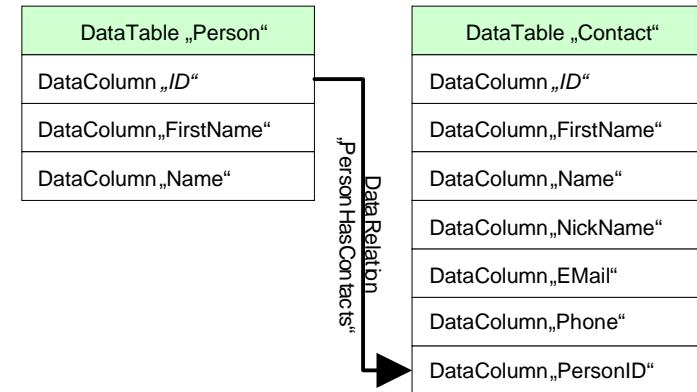 DataTable „Person“
DataColumn „ID“
DataColumn „FirstName“
DataColumn „Name“
DataRelation
„PersonHasContacts“
DataTable „Contact“
DataColumn „ID“
DataColumn „FirstName“
DataColumn „Name“
DataColumn „NickName“
DataColumn „EMail“
DataColumn „Phone“
DataColumn „PersonID“